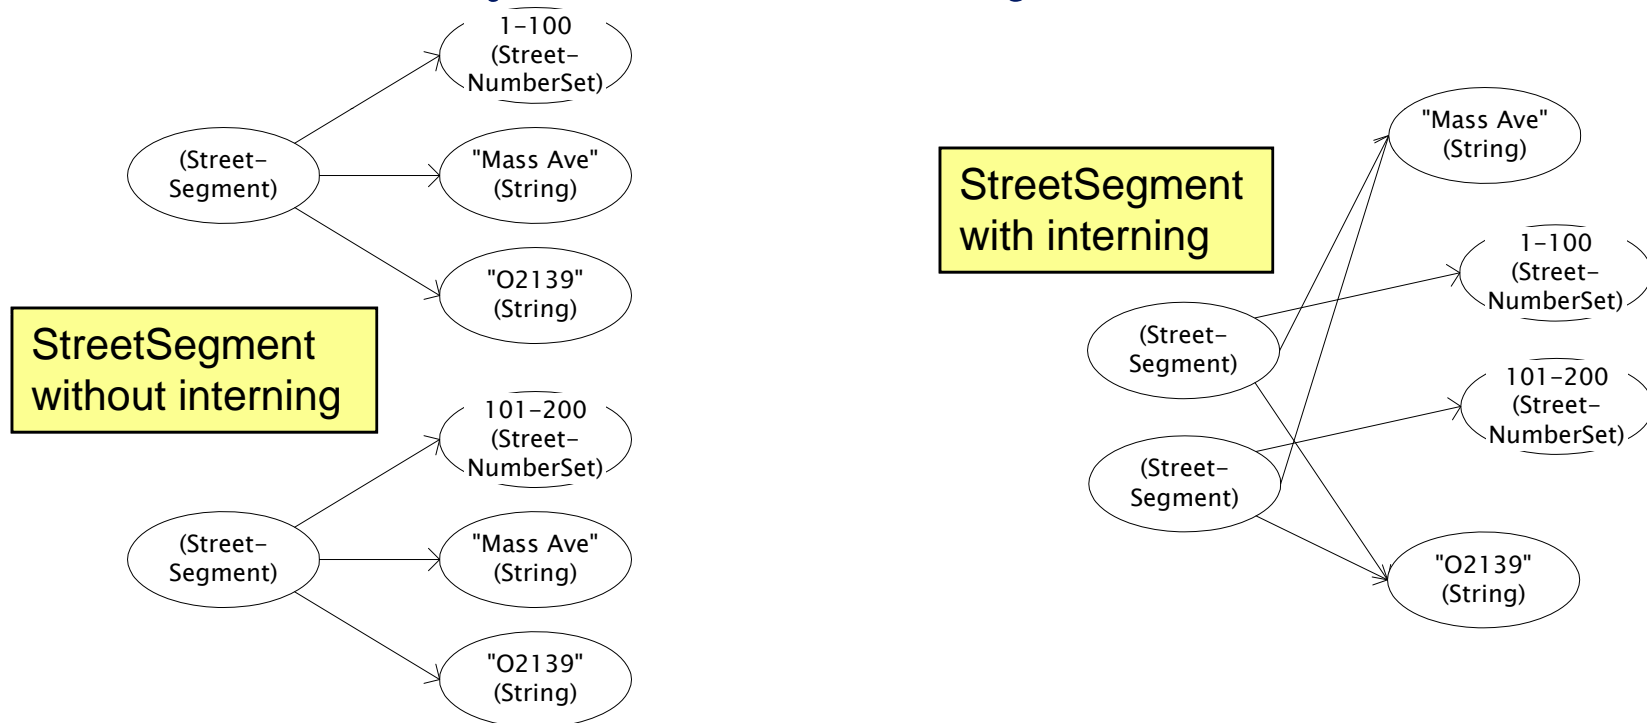 1–100
(Street–
NumberSet)
(Street–
Segment)
"Mass Ave"
(String)
"O2139"
(String)
StreetSegment
without interning
101–200
(Street–
NumberSet)
(Street–
Segment)
"Mass Ave"
(String)
"O2139"
(String)
"Mass Ave"
(String)
StreetSegment
with interning
1–100
(Street–
NumberSet)
(Street–
Segment)
101–200
(Street–
NumberSet)
(Street–
Segment)
"O2139"
(String)